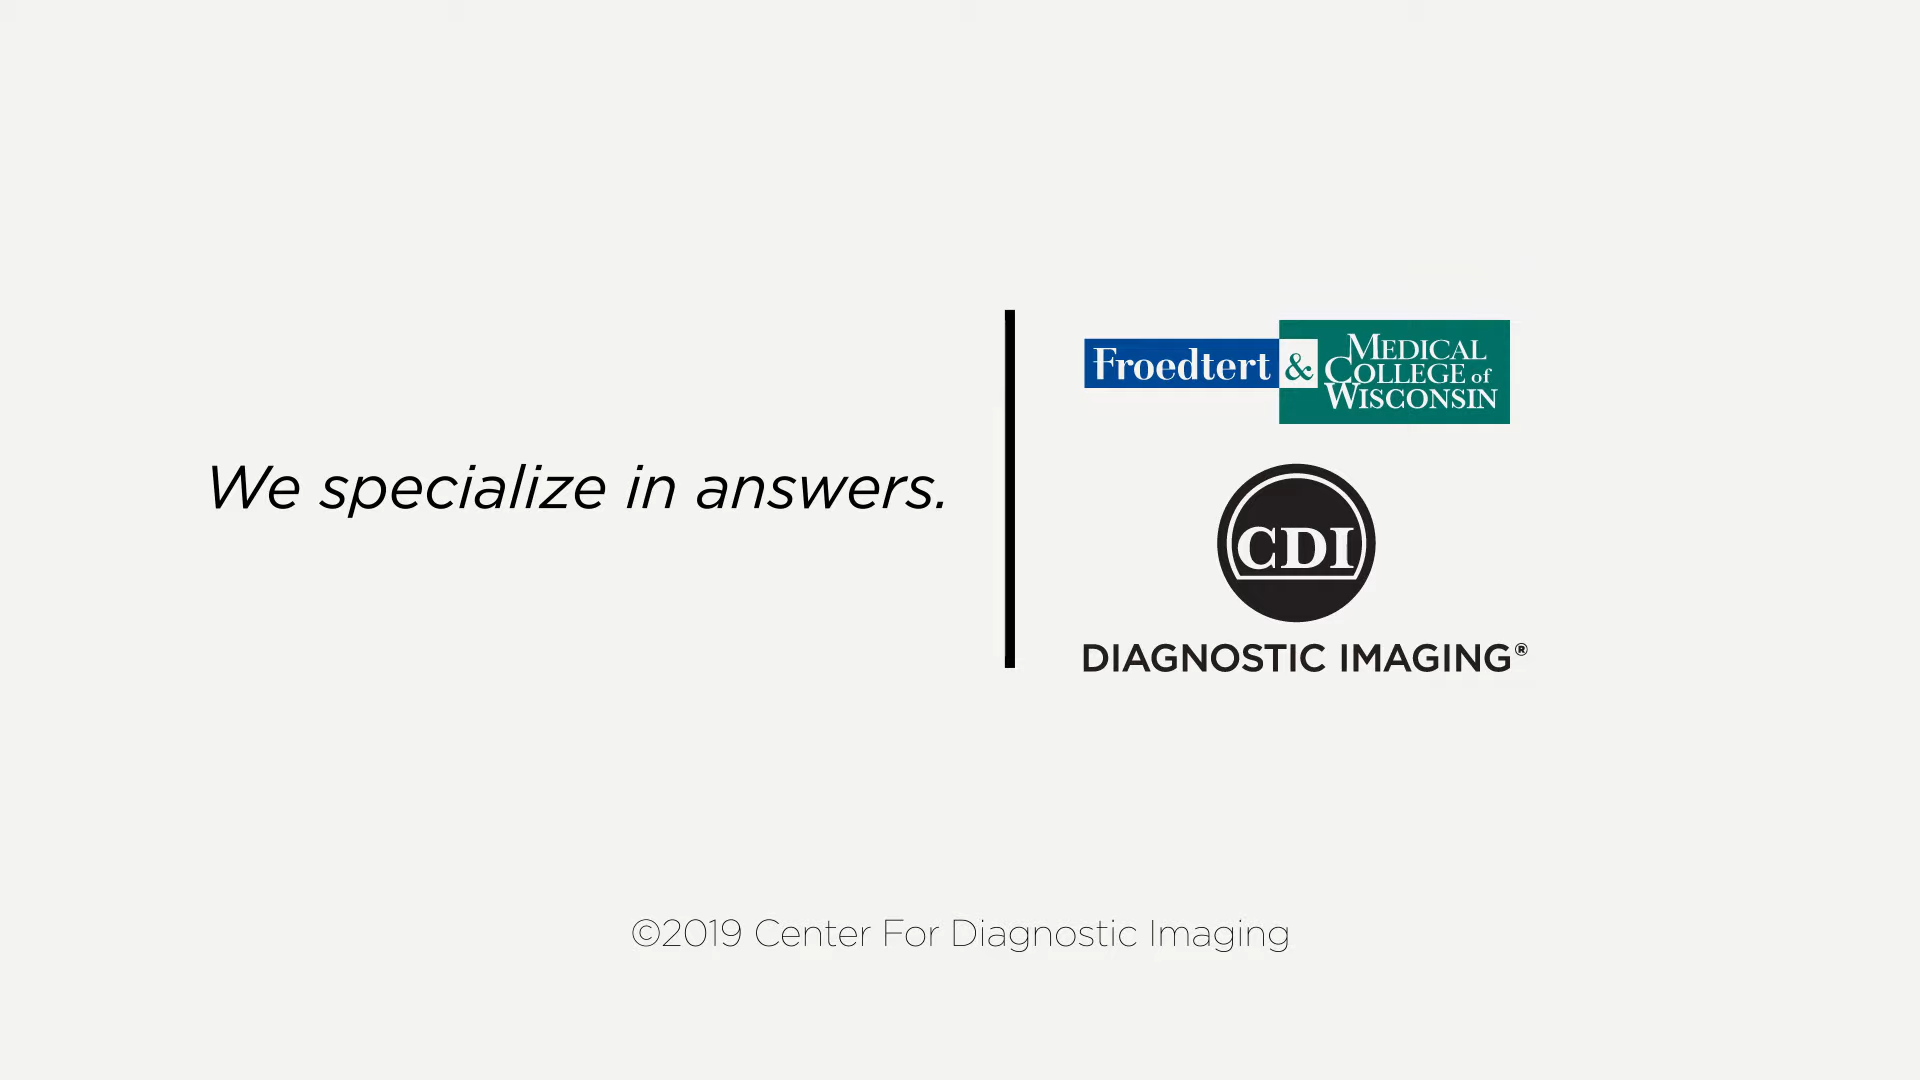 We specialize in answers.
Froedtert & MEDICAL
COLLEGE of
WISCONSIN
CDI
DIAGNOSTIC IMAGING®
©2019 Center For Diagnostic Imaging